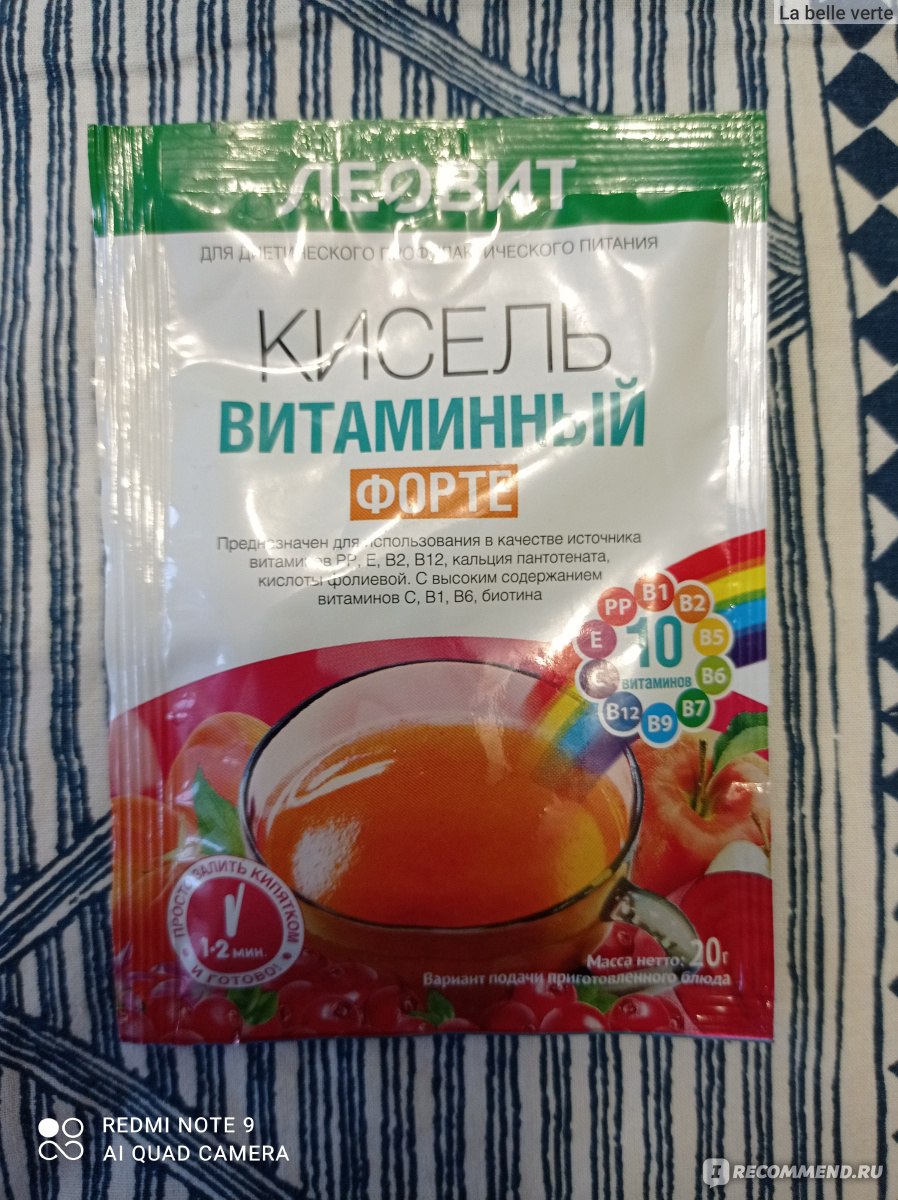 La belle verte
ЛЕОВИТ
ДЛЯ ДИЕТИЧЕСКОГО ПРОФИЛАКТИЧЕСКОГО ПИТАНИЯ
КИСЕЛЬ
ВИТАМИННЫЙ
ФОРТЕ
Предназначен для использования в качестве источника
витаминов PP, E, B2, B12, кальция пантотената,
кислоты фолиевой. С высоким содержанием
витаминов C, B1, B6, биотина
PP B1 B2
E 10 B5
C витаминов B6
B12 B9 B7
ПРОСТО ЗАЛИТЬ КИПЯТКОМ
1-2 мин.
И ГОТОВО!
Масса нетто: 20г
Вариант подачи приготовленного блюда
REDMI NOTE 9
AI QUAD CAMERA
IRECOMMEND.RU